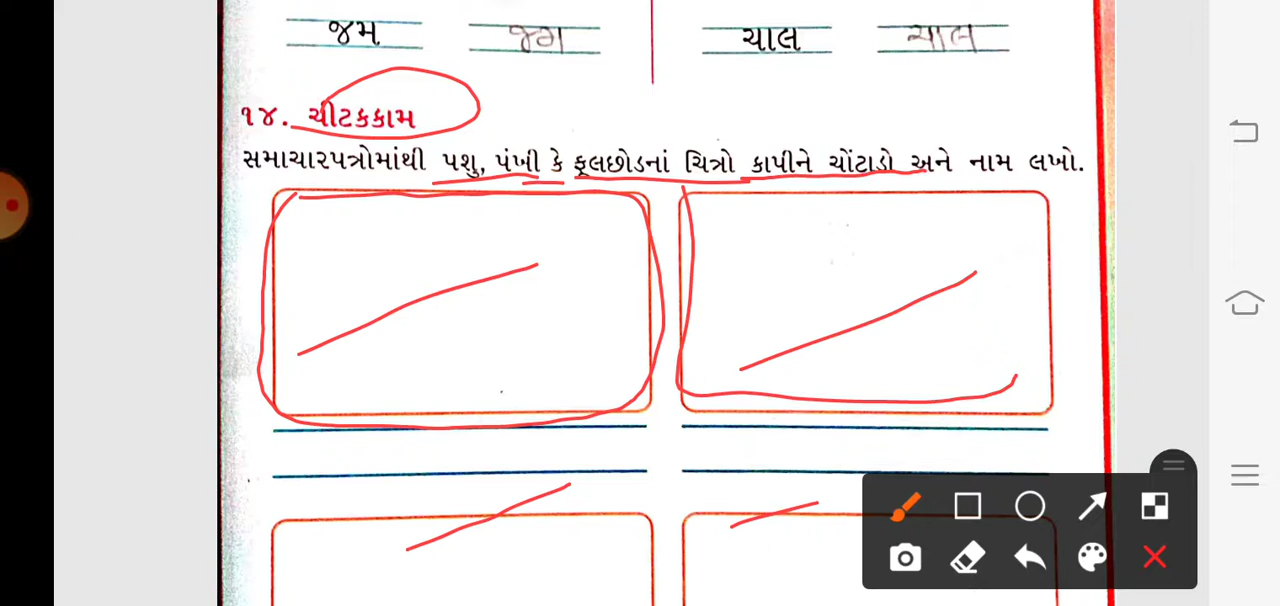 જમ જગ ચાલ ચાલ
૧૪. ચીટકકામ
સમાચારપત્રોમાંથી પશુ, પંખી કે ફૂલછોડનાં ચિત્રો કાપીને ચોંટાડો અને નામ લખો.